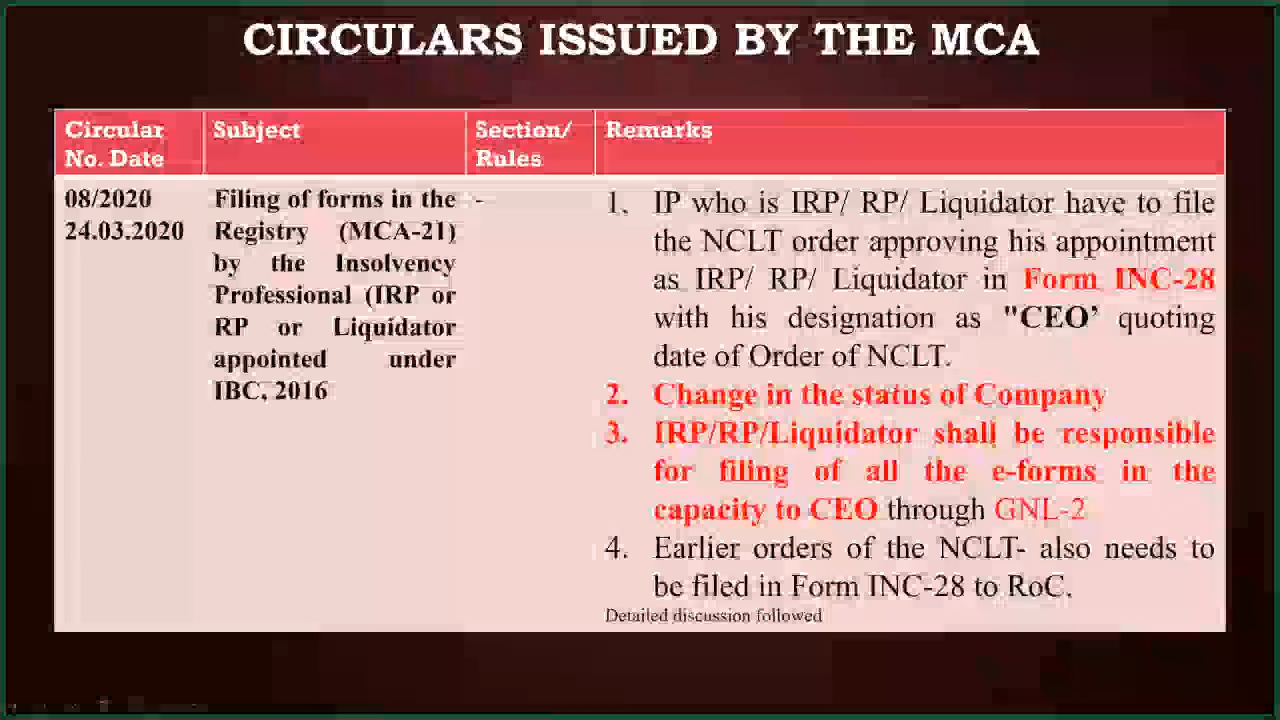 CIRCULARS ISSUED BY THE MCA
Circular No. Date
Subject
Section/ Rules
Remarks
08/2020
24.03.2020
Filing of forms in the
Registry (MCA-21)
by the Insolvency
Professional (IRP or
RP or Liquidator
appointed under
IBC, 2016
-
1. IP who is IRP/ RP/ Liquidator have to file
the NCLT order approving his appointment
as IRP/ RP/ Liquidator in Form INC-28
with his designation as "CEO’ quoting
date of Order of NCLT.
2. Change in the status of Company
3. IRP/RP/Liquidator shall be responsible
for filing of all the e-forms in the
capacity to CEO through GNL-2
4. Earlier orders of the NCLT- also needs to
be filed in Form INC-28 to RoC.
Detailed discussion followed